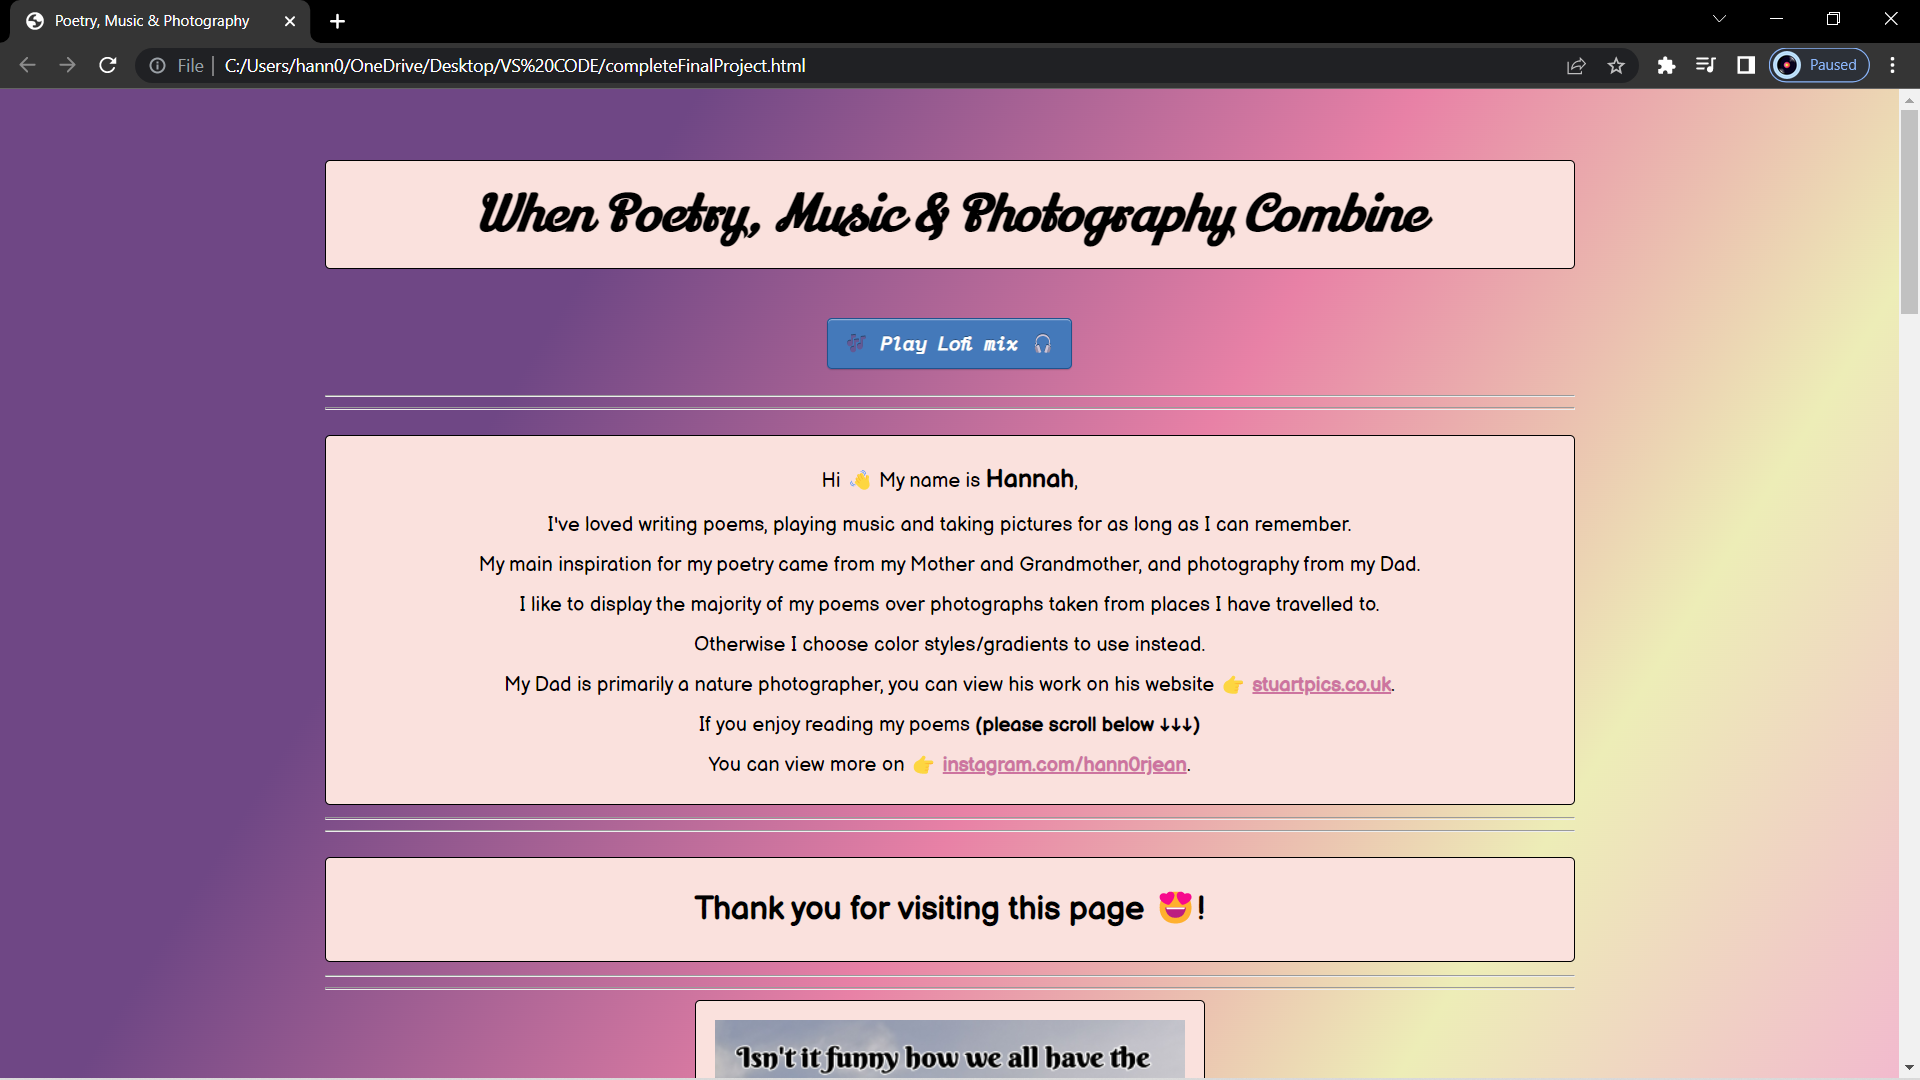 Poetry, Music & Photography
File
C:/Users/hann0/OneDrive/Desktop/VS%20CODE/completeFinalProject.html
Paused
When Poetry, Music & Photography Combine
🎶 Play Lofi mix 🎧
Hi 👋 My name is Hannah,
I've loved writing poems, playing music and taking pictures for as long as I can remember.
My main inspiration for my poetry came from my Mother and Grandmother, and photography from my Dad.
I like to display the majority of my poems over photographs taken from places I have travelled to.
Otherwise I choose color styles/gradients to use instead.
My Dad is primarily a nature photographer, you can view his work on his website 👉 stuartpics.co.uk.
If you enjoy reading my poems (please scroll below ↓↓↓)
You can view more on 👉 instagram.com/hann0rjean.
Thank you for visiting this page 😍!
Isn't it funny how we all have the